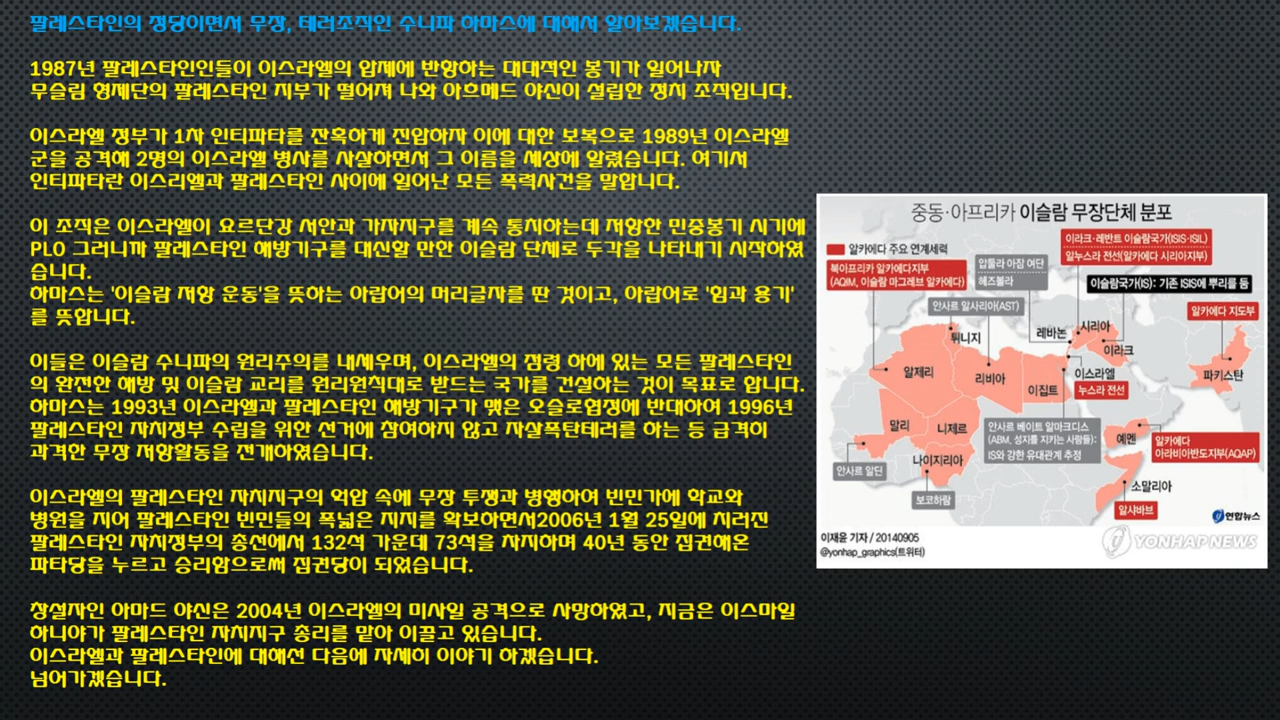 팔레스타인의 정당이면서 무장, 테러조직인 수니파 하마스에 대해서 알아보겠습니다.
1987년 팔레스타인인들이 이스라엘의 압제에 반항하는 대대적인 봉기가 일어나자
무슬림 형제단의 팔레스타인 지부가 떨어져 나와 아흐메드 야신이 설립한 정치 조직입니다.
이스라엘 정부가 1차 인티파타를 잔혹하게 진압하자 이에 대한 보복으로 1989년 이스라엘
군을 공격해 2명의 이스라엘 병사를 사살하면서 그 이름을 세상에 알렸습니다. 여기서
인티파타란 이스리엘과 팔레스타인 사이에 일어난 모든 폭력사건을 말합니다.
이 조직은 이스라엘이 요르단강 서안과 가자지구를 계속 통치하는데 저항한 민중봉기 시기에
PLO 그러니까 팔레스타인 해방기구를 대신할 만한 이슬람 단체로 두각을 나타내기 시작하였
습니다.
하마스는 '이슬람 저항 운동'을 뜻하는 아랍어의 머리글자를 딴 것이고, 아랍어로 '힘과 용기'
를 뜻합니다.
이들은 이슬람 수니파의 원리주의를 내세우며, 이스라엘의 점령 하에 있는 모든 팔레스타인
의 완전한 해방 및 이슬람 교리를 원리원칙대로 받드는 국가를 건설하는 것이 목표로 합니다.
하마스는 1993년 이스라엘과 팔레스타인 해방기구가 맺은 오슬로협정에 반대하여 1996년
팔레스타인 자치정부 수립을 위한 선거에 참여하지 않고 자살폭탄테러를 하는 등 급격히
과격한 무장 저항활동을 전개하였습니다.
이스라엘의 팔레스타인 자치지구의 억압 속에 무장 투쟁과 병행하여 빈민가에 학교와
병원을 지어 팔레스타인 빈민들의 폭넓은 지지를 확보하면서2006년 1월 25일에 치러진
팔레스타인 자치정부의 총선에서 132석 가운데 73석을 차지하며 40년 동안 집권해온
파타당을 누르고 승리함으로써 집권당이 되었습니다.
창설자인 아마드 야신은 2004년 이스라엘의 미사일 공격으로 사망하였고, 지금은 이스마일
하니야가 팔레스타인 자치지구 총리를 맡아 이끌고 있습니다.
이스라엘과 팔레스타인에 대해선 다음에 자세히 이야기 하겠습니다.
넘어가겠습니다.
중동·아프리카 이슬람 무장단체 분포
알카에다 주요 연계세력
북아프리카 알카에다지부
(AQIM, 이슬람 마그레브 알카에다)
압둘라 아잠 여단
헤즈볼라
이라크·레반트 이슬람국가(ISIS·ISIL)
알누스라 전선(알카에다 시리아지부)
이슬람국가(IS): 기존 ISIS에 뿌리를 둠
안사르 알샤리아(AST)
알카에다 지도부
튀니지
레바논
시리아
이라크
알제리
리비아
이집트
이스라엘
누스라 전선
파키스탄
말리
니제르
안사르 베이트 알마크디스
(ABM, 성지를 지키는 사람들):
IS와 강한 유대관계 추정
예멘
알카에다
아라비아반도지부(AQAP)
안사르 딘
나이지리아
보코하람
소말리아
알샤바브
연합뉴스
이재윤 기자 / 20140905
@yonhap_graphics(트위터)
YONHAP NEWS